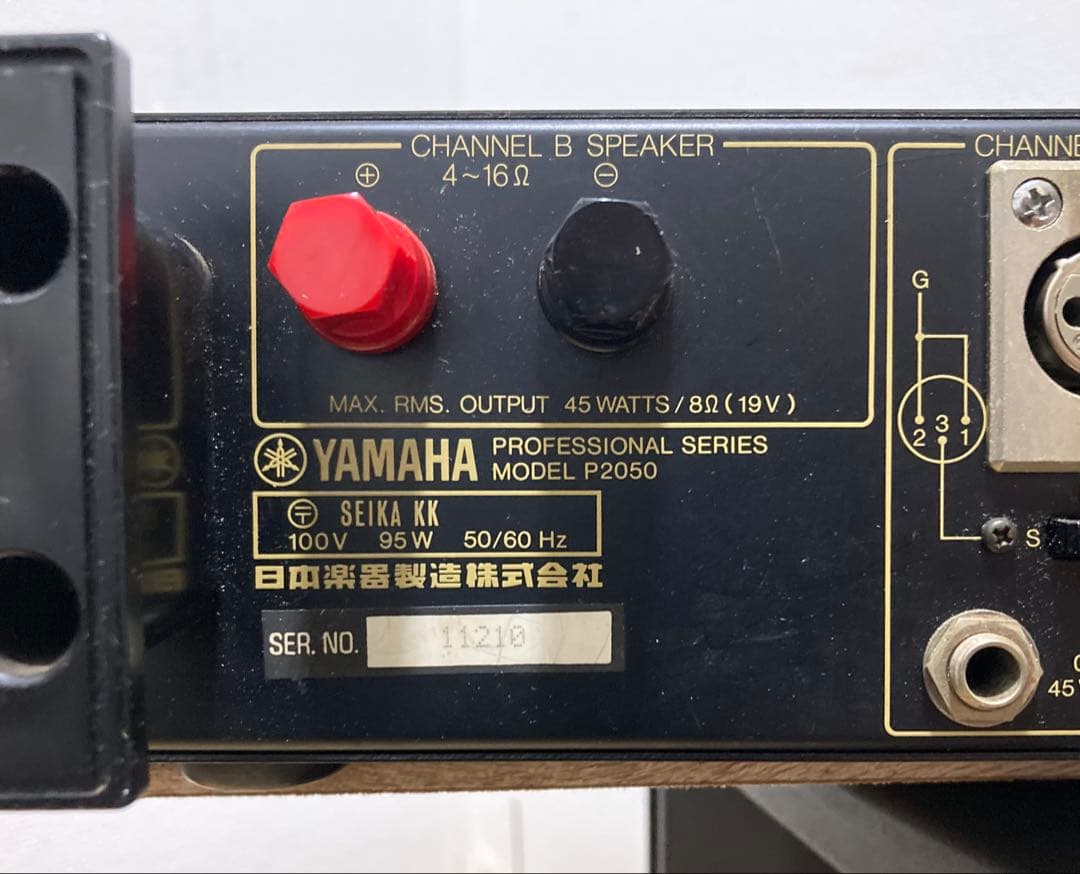 CHANNEL B SPEAKER
⊕ 4~16Ω ⊖
MAX. RMS. OUTPUT 45 WATTS / 8Ω ( 19V )
YAMAHA PROFESSIONAL SERIES
MODEL P2050
〒 SEIKA KK
100V 95W 50/60 Hz
日本楽器製造株式会社
SER. NO. 11210
G
2 3 1
S
45